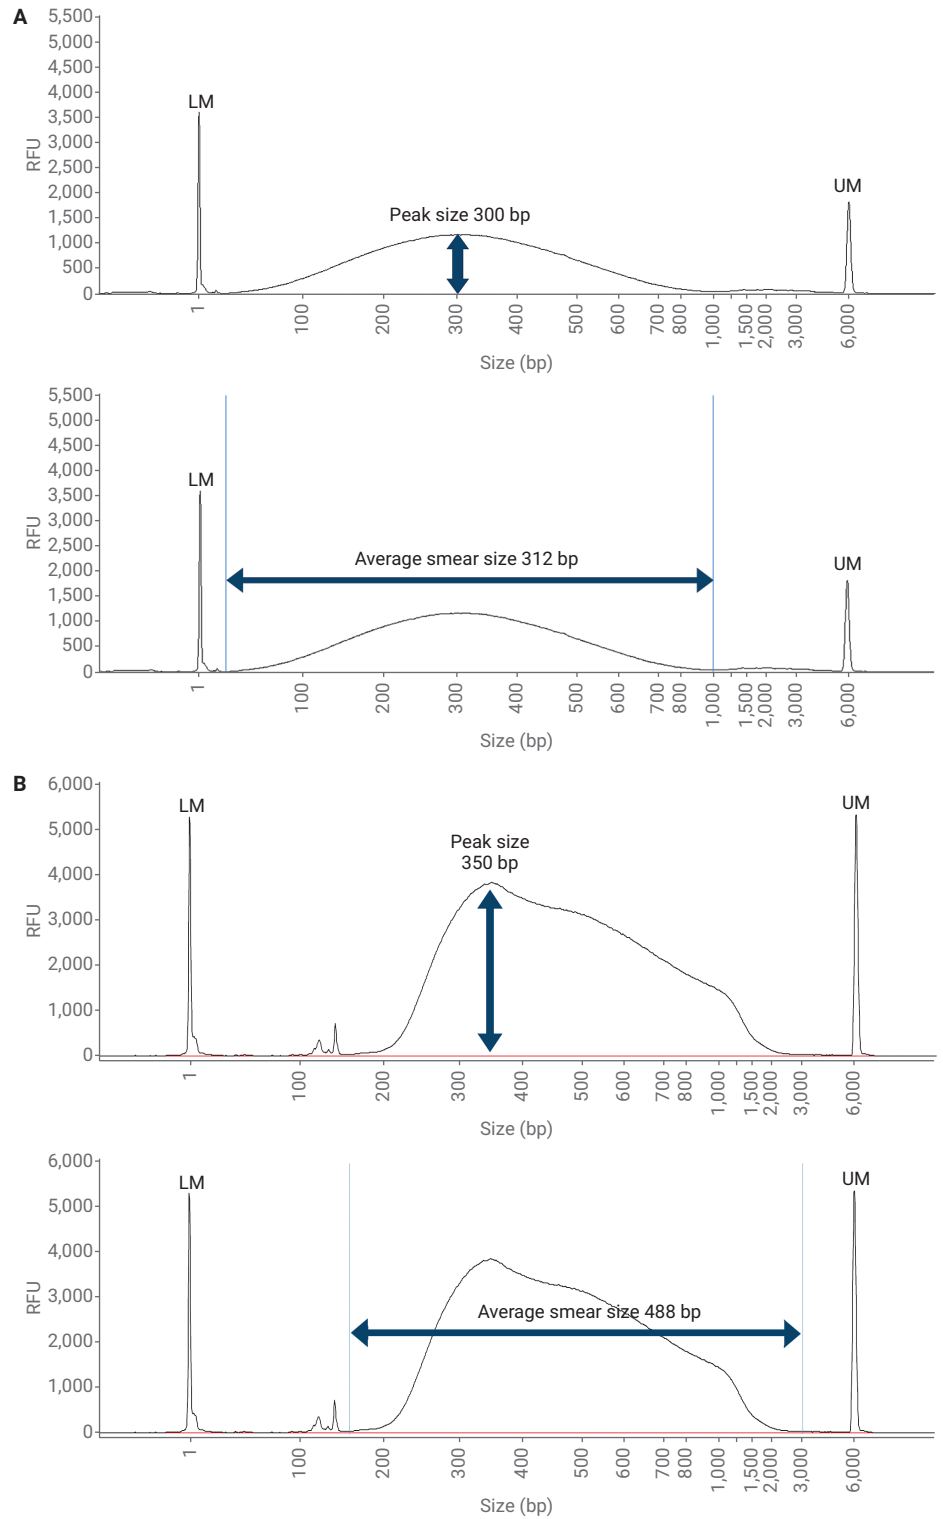 A
5,500
5,000
4,500
4,000
3,500
3,000
2,500
2,000
1,500
1,000
500
0
RFU
LM
Peak size 300 bp
UM
1 100 200 300 400 500 600 700 800 1,000 1,500 2,000 3,000 6,000
Size (bp)
5,500
5,000
4,500
4,000
3,500
3,000
2,500
2,000
1,500
1,000
500
0
RFU
LM
Average smear size 312 bp
UM
1 100 200 300 400 500 600 700 800 1,000 1,500 2,000 3,000 6,000
Size (bp)
B
6,000
5,000
4,000
3,000
2,000
1,000
0
RFU
LM
Peak size
350 bp
UM
1 100 200 300 400 500 600 700 800 1,000 1,500 2,000 3,000 6,000
Size (bp)
6,000
5,000
4,000
3,000
2,000
1,000
0
RFU
LM
Average smear size 488 bp
UM
1 100 200 300 400 500 600 700 800 1,000 1,500 2,000 3,000 6,000
Size (bp)